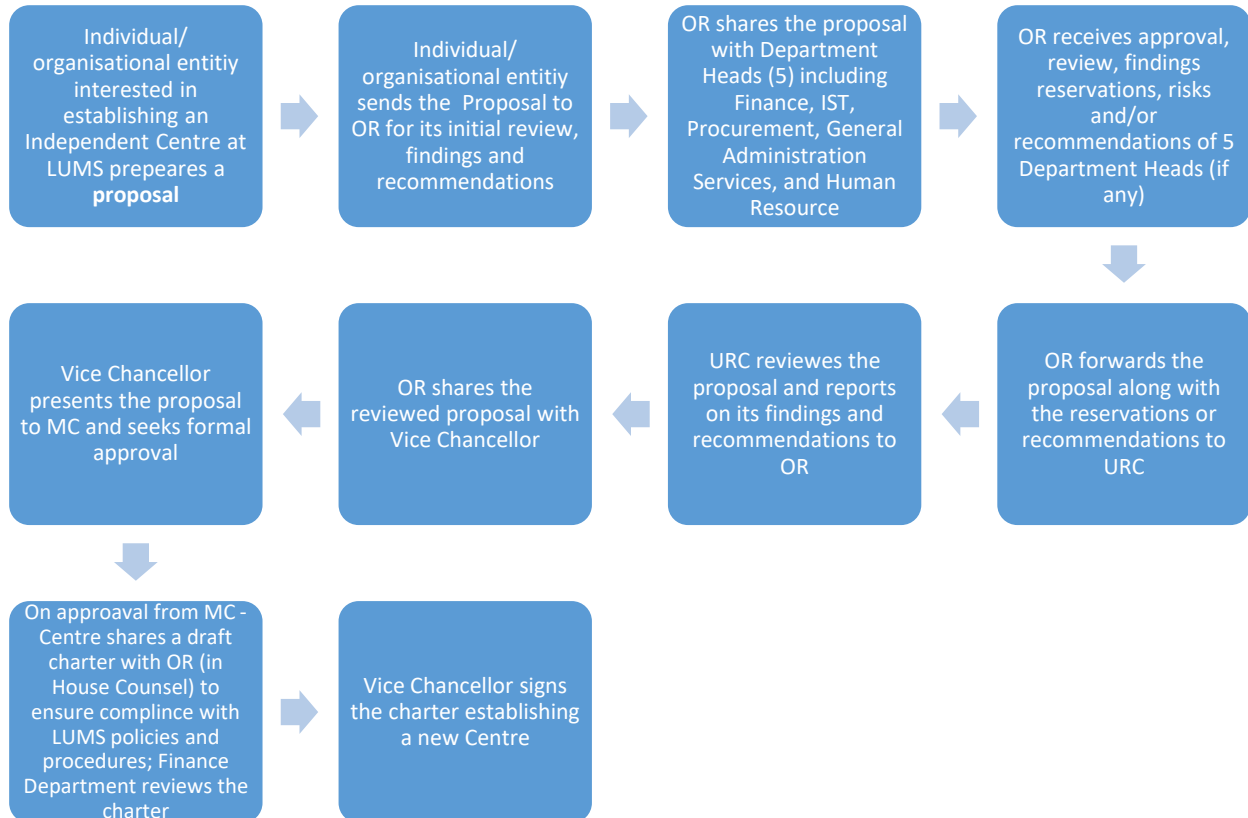 Individual/
organisational entitiy
interested in
establishing an
Independent Centre at
LUMS prepeares a
proposal
Individual/
organisational entitiy
sends the Proposal to
OR for its initial review,
findings and
recommendations
OR shares the proposal
with Department
Heads (5) including
Finance, IST,
Procurement, General
Administration
Services, and Human
Resource
OR receives approval,
review, findings
reservations, risks
and/or
recommendations of 5
Department Heads (if
any)
OR forwards the
proposal along with
the reservations or
recommendations to
URC
URC reviewes the
proposal and reports
on its findings and
recommendations to
OR
OR shares the
reviewed proposal with
Vice Chancellor
Vice Chancellor
presents the proposal
to MC and seeks formal
approval
On approaval from MC -
Centre shares a draft
charter with OR (in
House Counsel) to
ensure complince with
LUMS policies and
procedures; Finance
Department reviews the
charter
Vice Chancellor signs
the charter establishing
a new Centre